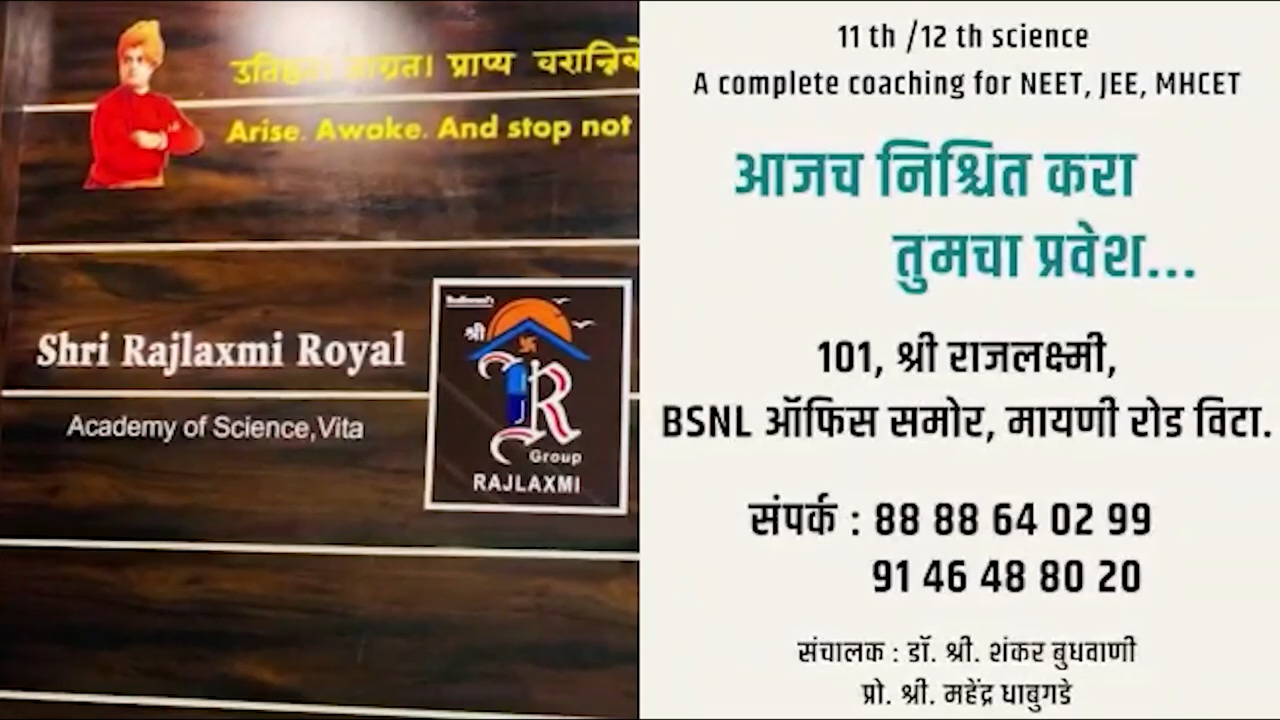 प्राप्य
Arise. Awake. And stop not
Shri Rajlaxmi Royal
Academy of Science,Vita
श्री
R
Group
RAJLAXMI
11 th /12 th science
A complete coaching for NEET, JEE, MHCET
आजच निश्चित करा
तुमचा प्रवेश...
101, श्री राजलक्ष्मी,
BSNL ऑफिस समोर, मायणी रोड विटा.
संपर्क : 88 88 64 02 99
91 46 48 80 20
संचालक : डॉ. श्री. शंकर बुधवाणी
प्रो. श्री. महेंद्र धाबुगडे